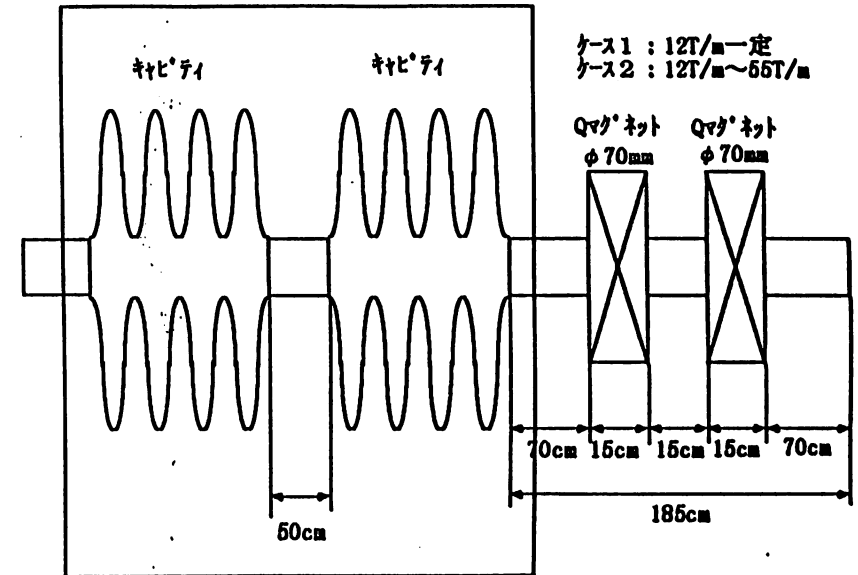 ケース1 : 12T/m一定
ケース2 : 12T/m〜55T/m
キャビティ
キャビティ
Qマグネット
φ70mm
Qマグネット
φ70mm
70cm
15cm
15cm
15cm
70cm
50cm
185cm